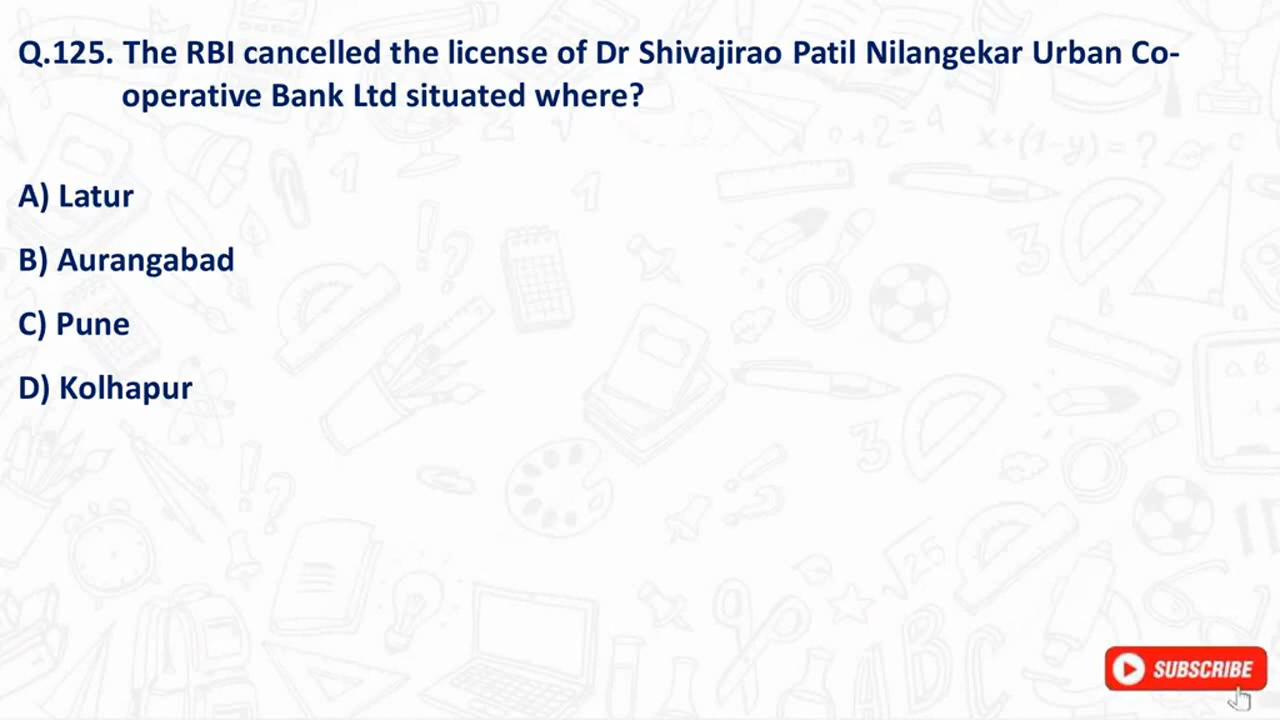 Q.125. The RBI cancelled the license of Dr Shivajirao Patil Nilangekar Urban Co-
operative Bank Ltd situated where?
A) Latur
B) Aurangabad
C) Pune
D) Kolhapur
SUBSCRIBE